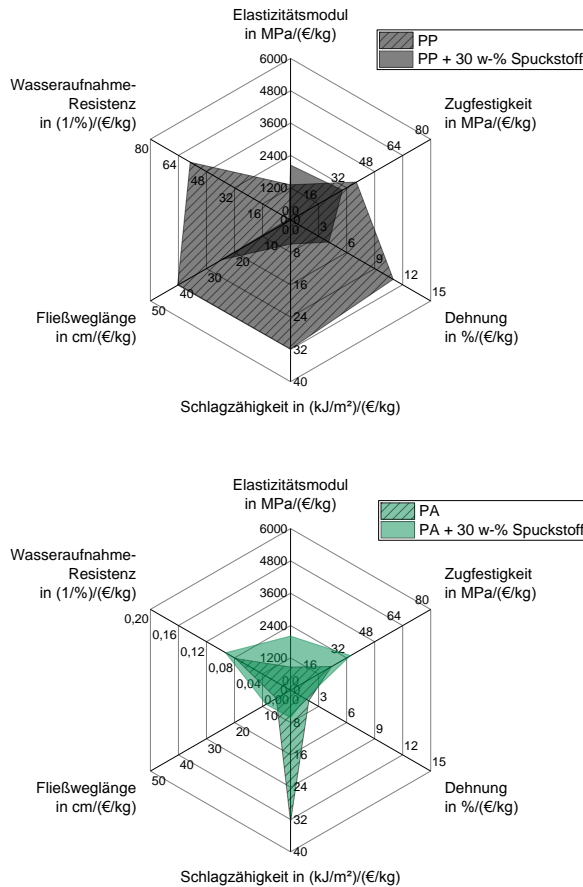 Elastizitätsmodul
in MPa/(€/kg)
PP
PP + 30 w-% Spuckstoff
Wasseraufnahme-
Resistenz
in (1/%)/(€/kg)
Zugfestigkeit
in MPa/(€/kg)
6000
4800
3600
2400
1200
0
80
64
48
32
16
0
80
64
48
32
16
0
15
12
9
6
3
0
50
40
30
20
10
0
8
16
24
32
40
0
Fließweglänge
in cm/(€/kg)
Dehnung
in %/(€/kg)
Schlagzähigkeit in (kJ/m²)/(€/kg)
Elastizitätsmodul
in MPa/(€/kg)
PA
PA + 30 w-% Spuckstoff
Wasseraufnahme-
Resistenz
in (1/%)/(€/kg)
Zugfestigkeit
in MPa/(€/kg)
6000
4800
3600
2400
1200
0
0,20
0,16
0,12
0,08
0,04
0,00
80
64
48
32
16
0
15
12
9
6
3
0
50
40
30
20
10
0
8
16
24
32
40
Fließweglänge
in cm/(€/kg)
Dehnung
in %/(€/kg)
Schlagzähigkeit in (kJ/m²)/(€/kg)